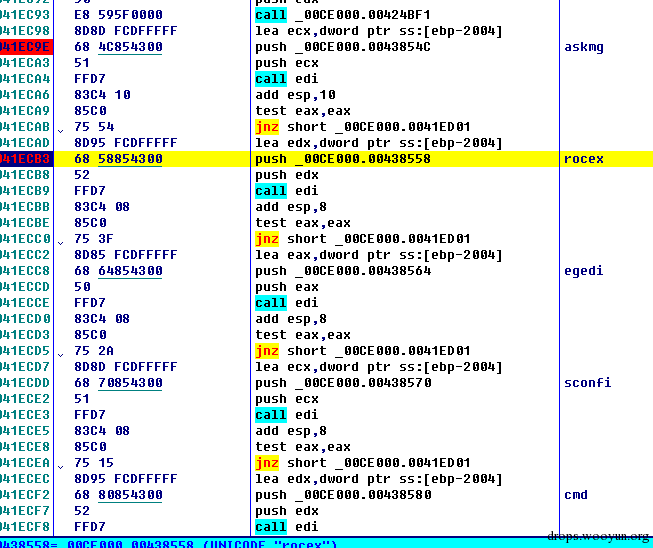 041EC93 E8 595F0000 call _00CE000.00424BF1
041EC98 8D8D FCDFFFFF lea ecx,dword ptr ss:[ebp-2004]
041EC9E 68 4C854300 push _00CE000.0043854C askmg
041ECA3 51 push ecx
041ECA4 FFD7 call edi
041ECA6 83C4 10 add esp,10
041ECA9 85C0 test eax,eax
041ECAB 75 54 jnz short _00CE000.0041ED01
041ECAD 8D95 FCDFFFFF lea edx,dword ptr ss:[ebp-2004]
041ECB3 68 58854300 push _00CE000.00438558 rocex
041ECB8 52 push edx
041ECB9 FFD7 call edi
041ECBB 83C4 08 add esp,8
041ECBE 85C0 test eax,eax
041ECC0 75 3F jnz short _00CE000.0041ED01
041ECC2 8D85 FCDFFFFF lea eax,dword ptr ss:[ebp-2004]
041ECC8 68 64854300 push _00CE000.00438564 egedi
041ECCD 50 push eax
041ECCE FFD7 call edi
041ECD0 83C4 08 add esp,8
041ECD3 85C0 test eax,eax
041ECD5 75 2A jnz short _00CE000.0041ED01
041ECD7 8D8D FCDFFFFF lea ecx,dword ptr ss:[ebp-2004]
041ECDD 68 70854300 push _00CE000.00438570 sconfi
041ECE2 51 push ecx
041ECE3 FFD7 call edi
041ECE5 83C4 08 add esp,8
041ECE8 85C0 test eax,eax
041ECEA 75 15 jnz short _00CE000.0041ED01
041ECEC 8D95 FCDFFFFF lea edx,dword ptr ss:[ebp-2004]
041ECF2 68 80854300 push _00CE000.00438580 cmd
041ECF7 52 push edx
041ECF8 FFD7 call edi
drops.wooyun.org
0438558=_00CE000.00438558 (UNICODE "rocex")